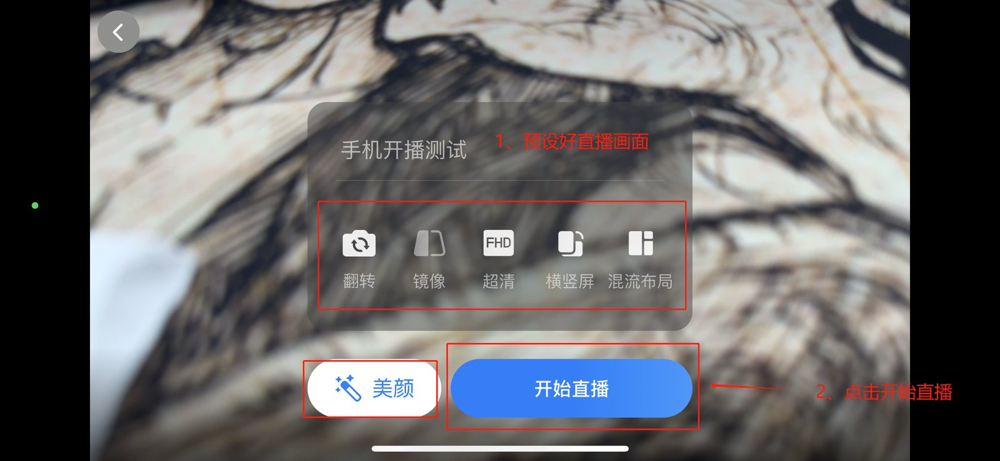 手机开播测试
1、预设好直播画面
FHD
翻转
镜像
超清
横竖屏
混流布局
美颜
开始直播
2、点击开始直播